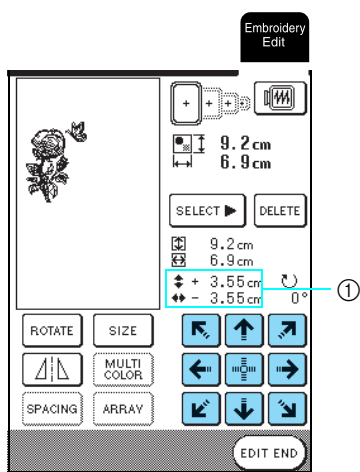 Embroidery
Edit
9.2cm
6.9cm
SELECT ▶ DELETE
9.2cm
6.9cm
+ 3.55cm
- 3.55cm 0°
①
ROTATE SIZE
MULTI
COLOR
SPACING ARRAY
EDIT END